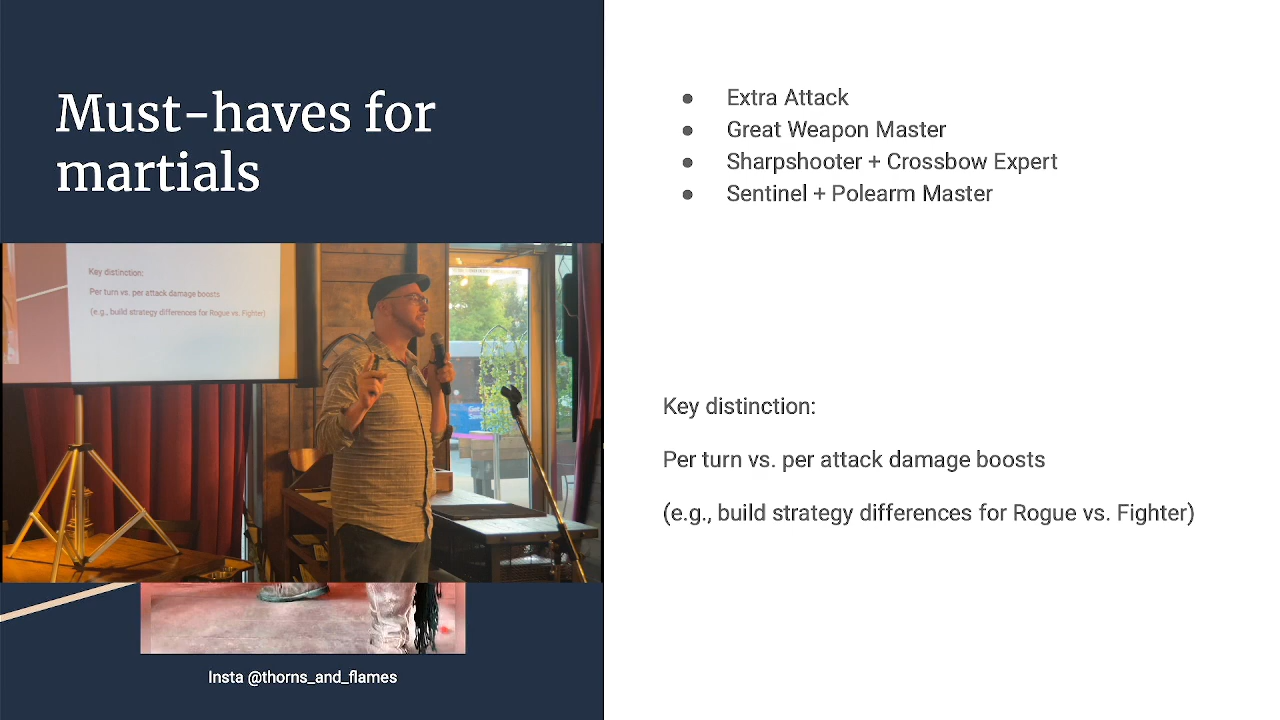 Must-haves for
martials
Extra Attack
Great Weapon Master
Sharpshooter + Crossbow Expert
Sentinel + Polearm Master
Key distinction:
Per turn vs. per attack damage boosts
(e.g., build strategy differences for Rogue vs. Fighter)
Key distinction:
Per turn vs. per attack damage boosts
(e.g., build strategy differences for Rogue vs. Fighter)
Insta @thorns_and_flames